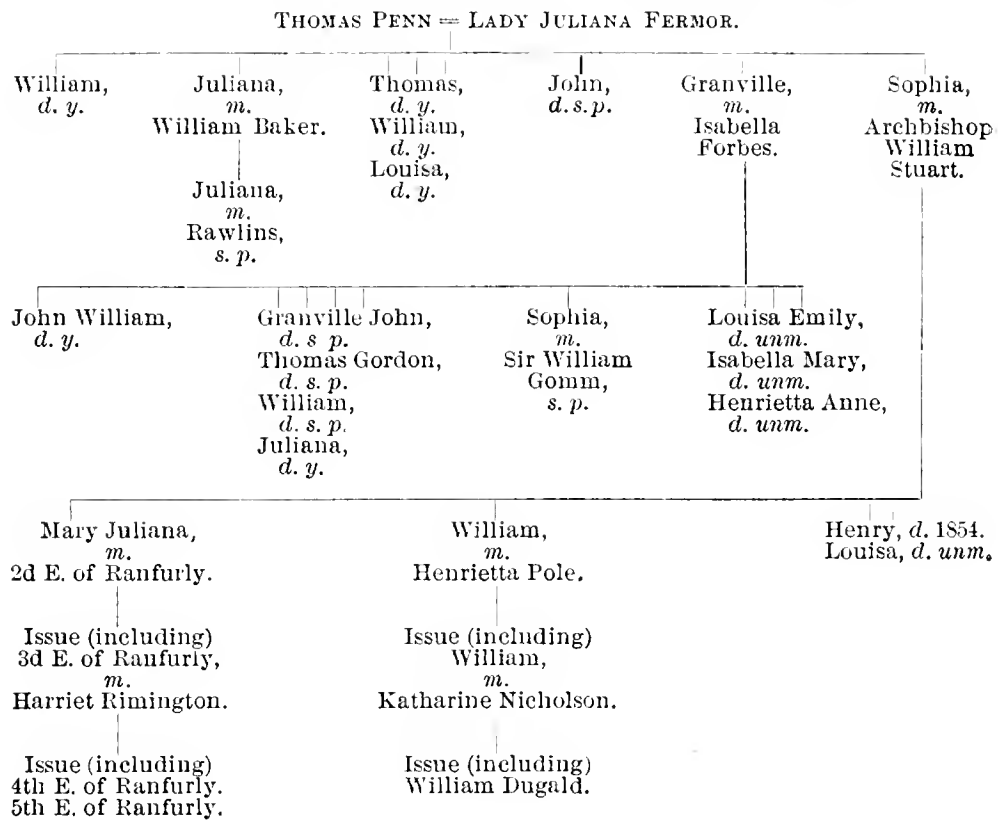 THOMAS PENN = LADY JULIANA FERMOR.
William,
d. y.
Juliana,
m.
William Baker.
Juliana,
m.
Rawlins,
s. p.
Thomas,
d. y.
William,
d. y.
Louisa,
d. y.
John,
d. s. p.
Granville,
m.
Isabella
Forbes.
Sophia,
m.
Archbishop
William
Stuart.
John William,
d. y.
Granville John,
d. s p.
Thomas Gordon,
d. s. p.
William,
d. s. p.
Juliana,
d. y.
Sophia,
m.
Sir William
Gomm,
s. p.
Louisa Emily,
d. unm.
Isabella Mary,
d. unm.
Henrietta Anne,
d. unm.
Mary Juliana,
m.
2d E. of Ranfurly.
Issue (including)
3d E. of Ranfurly,
m.
Harriet Rimington.
Issue (including)
4th E. of Ranfurly.
5th E. of Ranfurly.
William,
m.
Henrietta Pole.
Issue (including)
William,
m.
Katharine Nicholson.
Issue (including)
William Dugald.
Henry, d. 1854.
Louisa, d. unm.